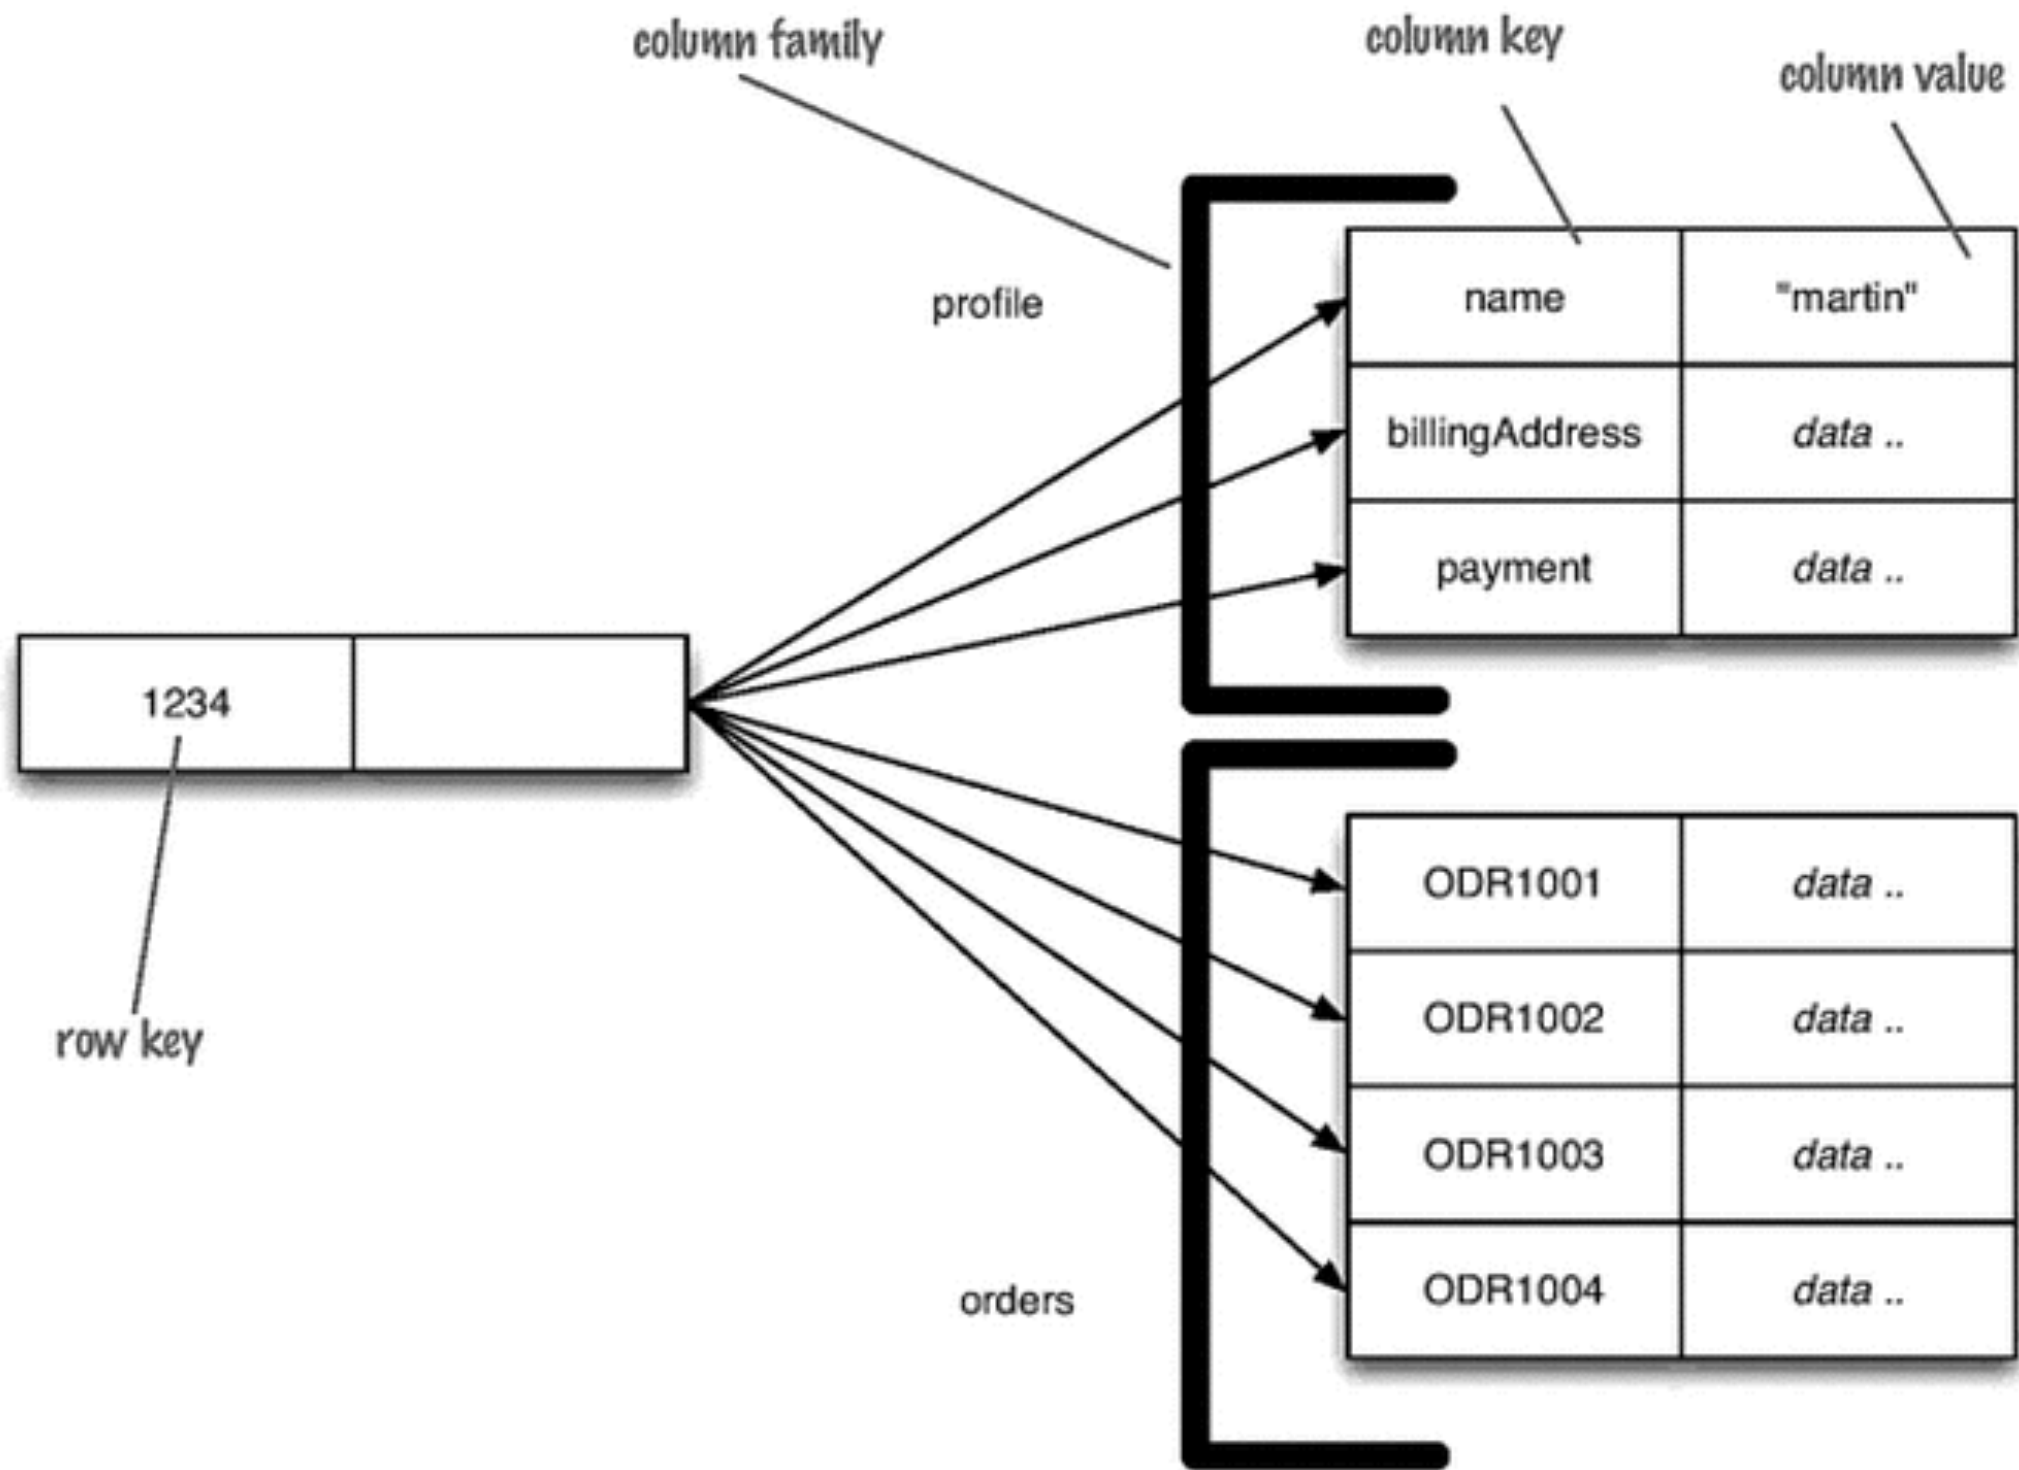 column family
column key
column value
profile
name "martin"
billingAddress data ..
payment data ..
1234
row key
ODR1001 data ..
ODR1002 data ..
ODR1003 data ..
ODR1004 data ..
orders